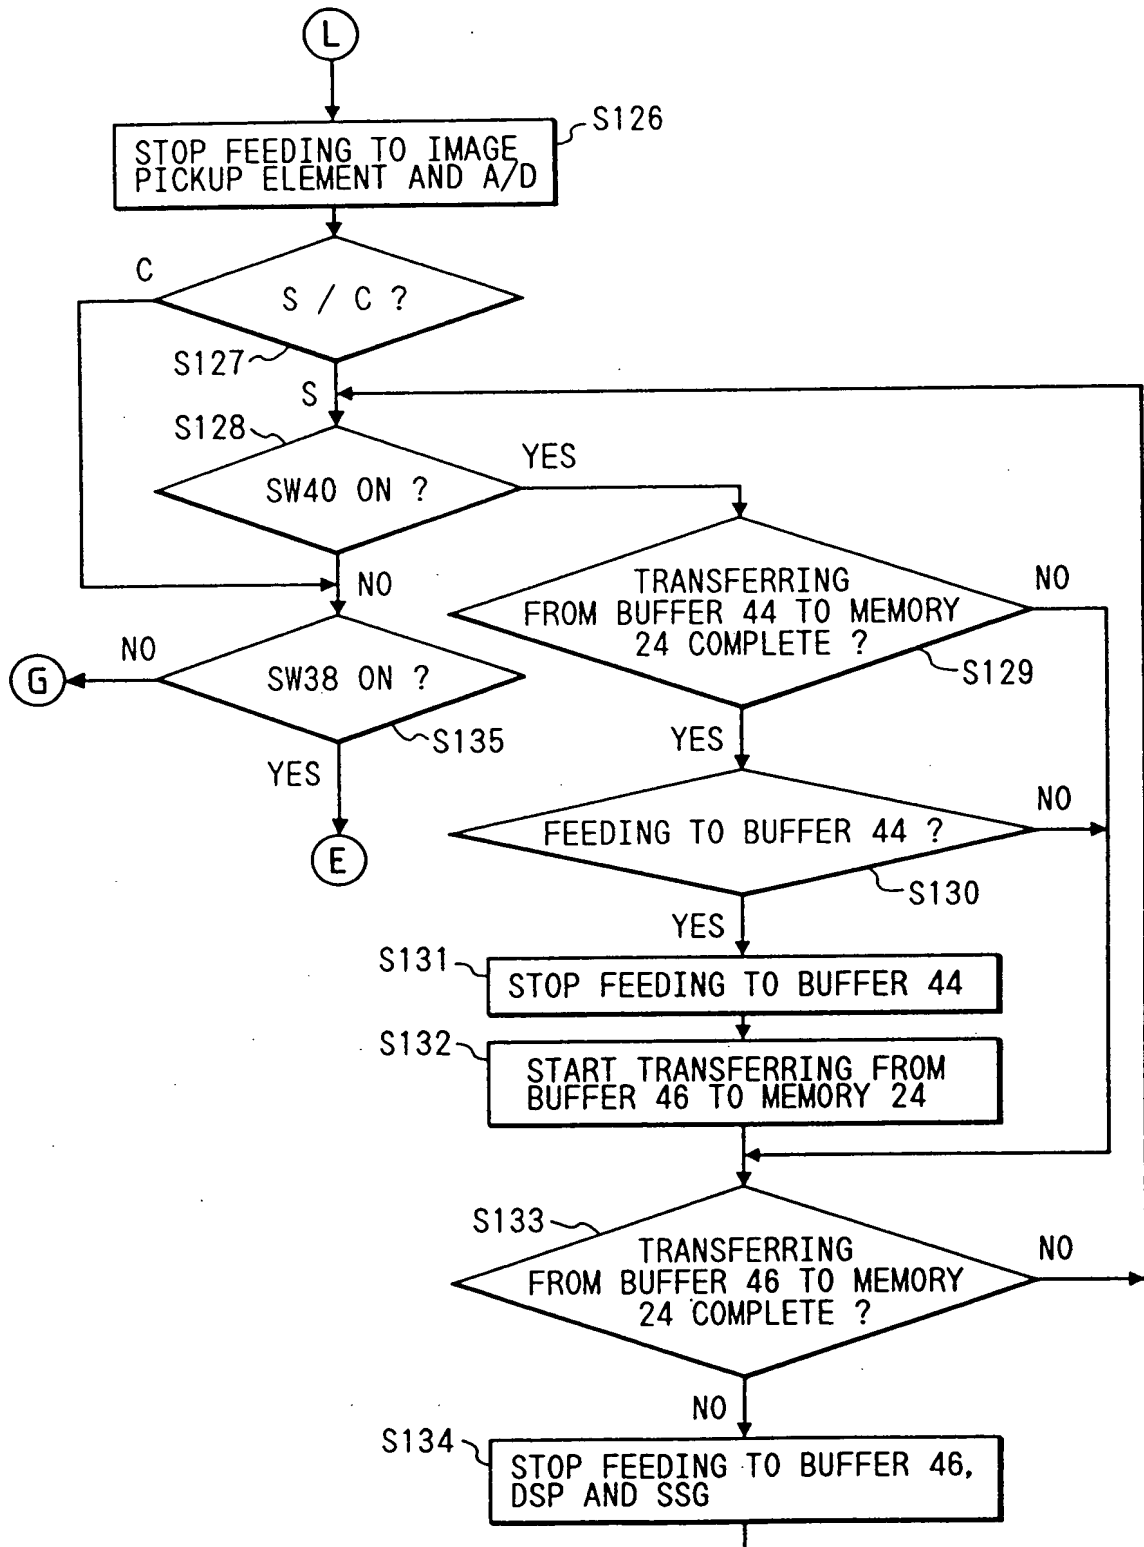 L
STOP FEEDING TO IMAGE
PICKUP ELEMENT AND A/D
S126
C
S / C ?
S127
S
S128
SW40 ON ?
YES
NO
TRANSFERRING
FROM BUFFER 44 TO MEMORY
24 COMPLETE ?
NO
S129
G
NO
SW38 ON ?
S135
YES
E
YES
FEEDING TO BUFFER 44 ?
NO
S130
YES
S131
STOP FEEDING TO BUFFER 44
S132
START TRANSFERRING FROM
BUFFER 46 TO MEMORY 24
S133
TRANSFERRING
FROM BUFFER 46 TO MEMORY
24 COMPLETE ?
NO
NO
S134
STOP FEEDING TO BUFFER 46,
DSP AND SSG